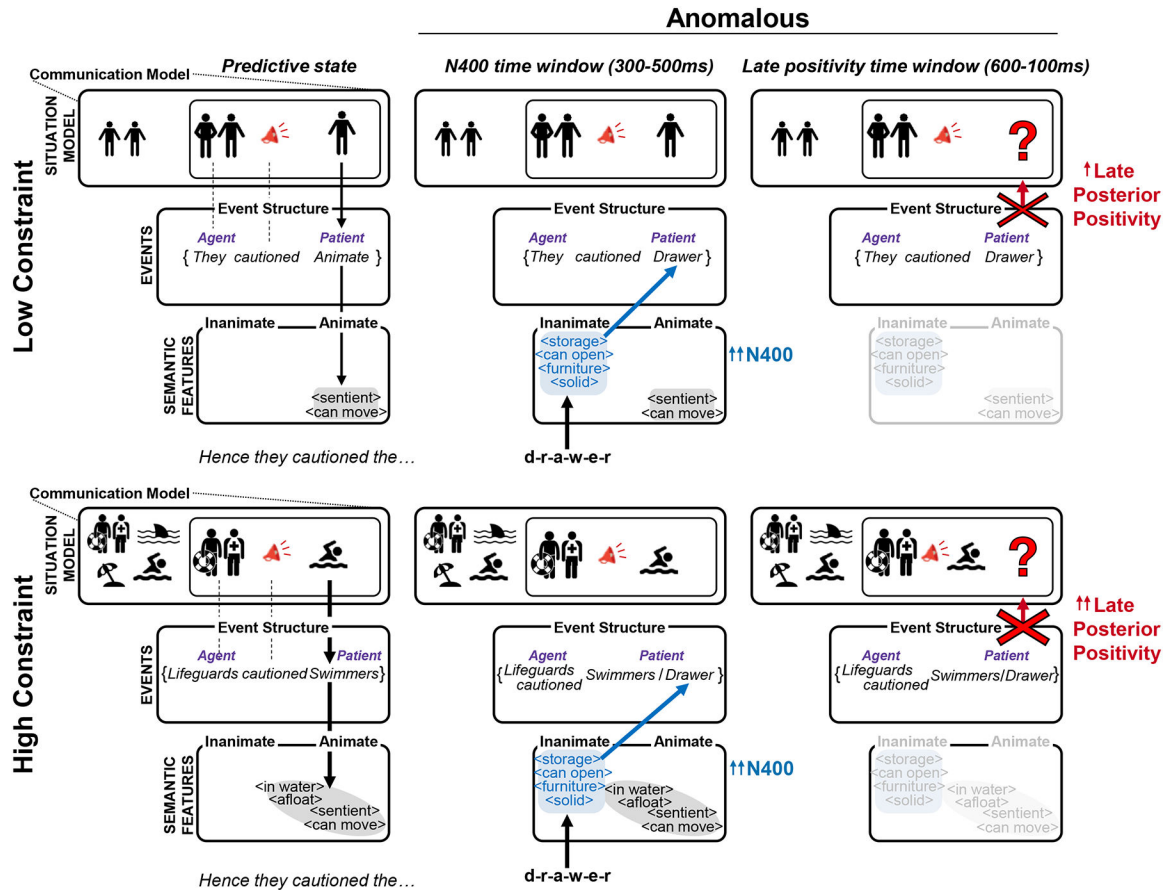 Anomalous
Communication Model
Predictive state
N400 time window (300-500ms)
Late positivity time window (600-100ms)
Low Constraint
SITUATION
MODEL
?
↑Late
Posterior
Positivity
EVENTS
Event Structure
Agent Patient
{ They cautioned Animate }
Event Structure
Agent Patient
{They cautioned Drawer }
Event Structure
Agent Patient
{They cautioned Drawer }
SEMANTIC
FEATURES
Inanimate Animate
<sentient>
<can move>
Inanimate Animate
<storage>
<can open>
<furniture>
<solid>
<sentient>
<can move>
↑↑N400
Inanimate Animate
<storage>
<can open>
<furniture>
<solid>
<sentient>
<can move>
Hence they cautioned the…
d-r-a-w-e-r
Communication Model
High Constraint
SITUATION
MODEL
?
↑↑Late
Posterior
Positivity
EVENTS
Event Structure
Agent Patient
{Lifeguards cautioned Swimmers}
Event Structure
Agent Patient
{Lifeguards
cautioned Swimmers / Drawer }
Event Structure
Agent Patient
{Lifeguards
cautioned Swimmers/Drawer}
SEMANTIC
FEATURES
Inanimate Animate
<in water>
<afloat>
<sentient>
<can move>
Inanimate Animate
<storage>
<can open>
<furniture>
<solid>
<in water>
<afloat>
<sentient>
<can move>
↑↑N400
Inanimate Animate
<storage>
<can open>
<furniture>
<solid>
<in water>
<afloat>
<sentient>
<can move>
Hence they cautioned the…
d-r-a-w-e-r